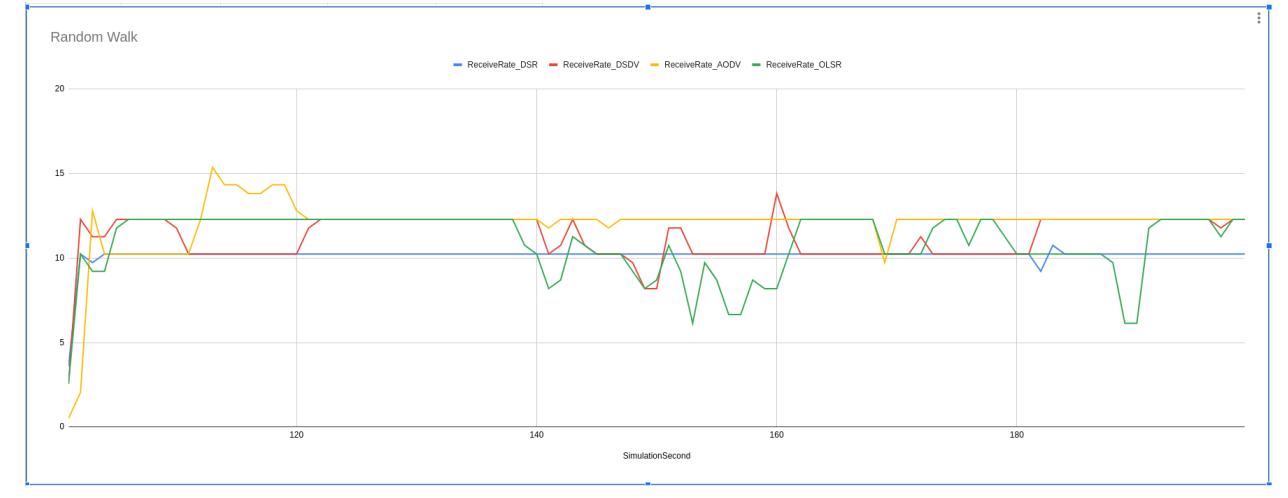 Random Walk
ReceiveRate_DSR ReceiveRate_DSDV ReceiveRate_AODV ReceiveRate_OLSR
20
15
10
5
0
120 140 160 180
SimulationSecond